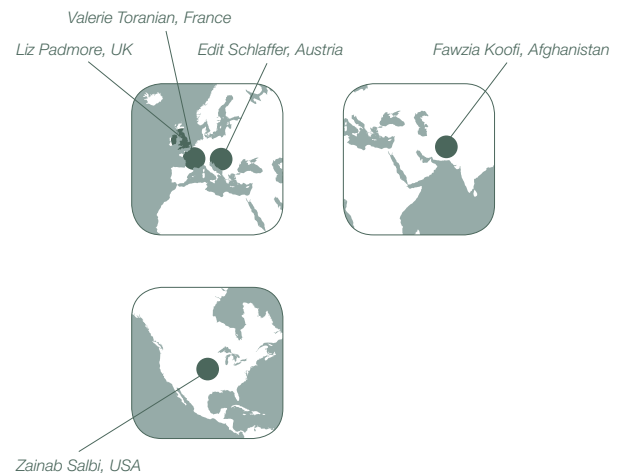 Valerie Toranian, France
Liz Padmore, UK
Edit Schlaffer, Austria
Fawzia Koofi, Afghanistan
Zainab Salbi, USA